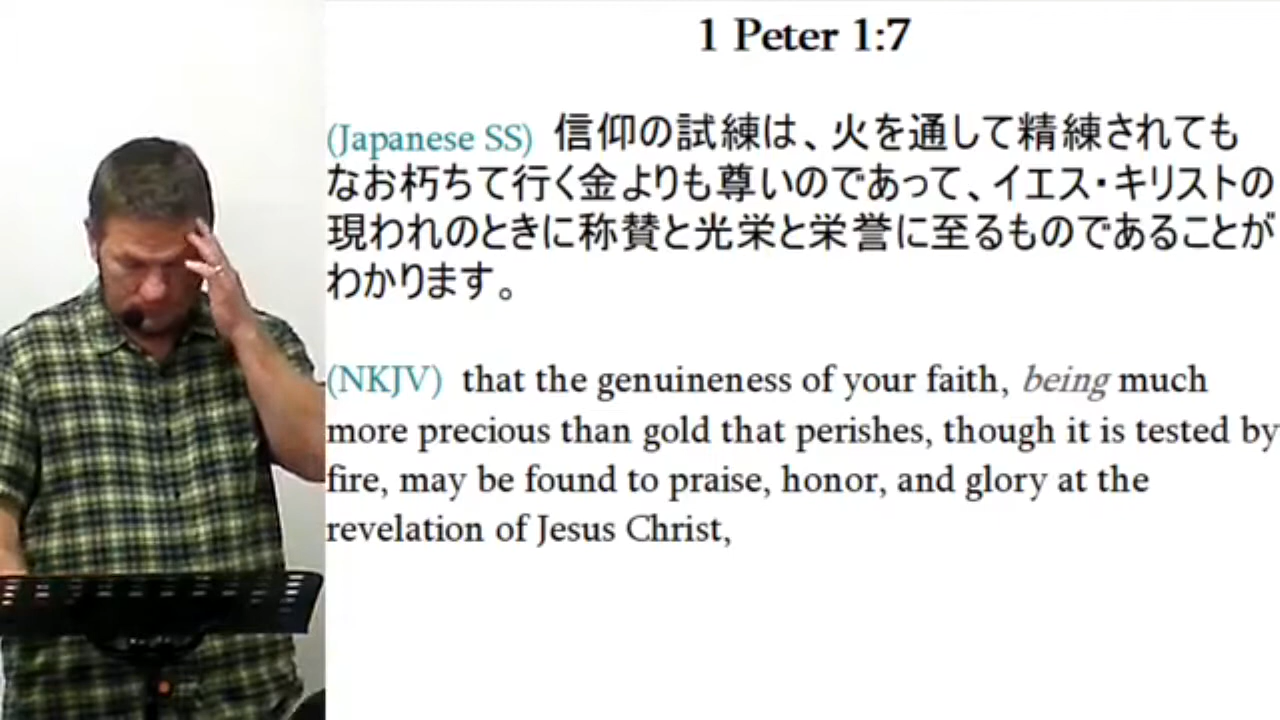 1 Peter 1:7
(Japanese SS) 信仰の試練は、火を通して精練されても
なお朽ちて行く金よりも尊いのであって、イエス・キリストの
現われのときに称賛と光栄と栄誉に至るものであることが
わかります。
(NKJV) that the genuineness of your faith, being much
more precious than gold that perishes, though it is tested by
fire, may be found to praise, honor, and glory at the
revelation of Jesus Christ,